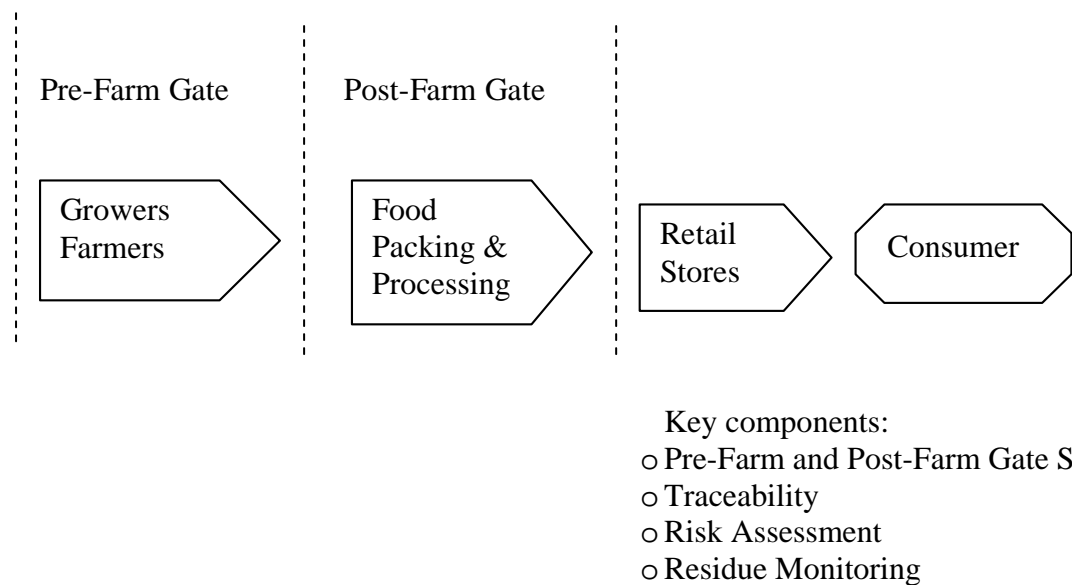 Pre-Farm Gate
Post-Farm Gate
Growers
Farmers
Food
Packing &
Processing
Retail
Stores
Consumer
Key components:
Pre-Farm and Post-Farm Gate S
Traceability
Risk Assessment
Residue Monitoring